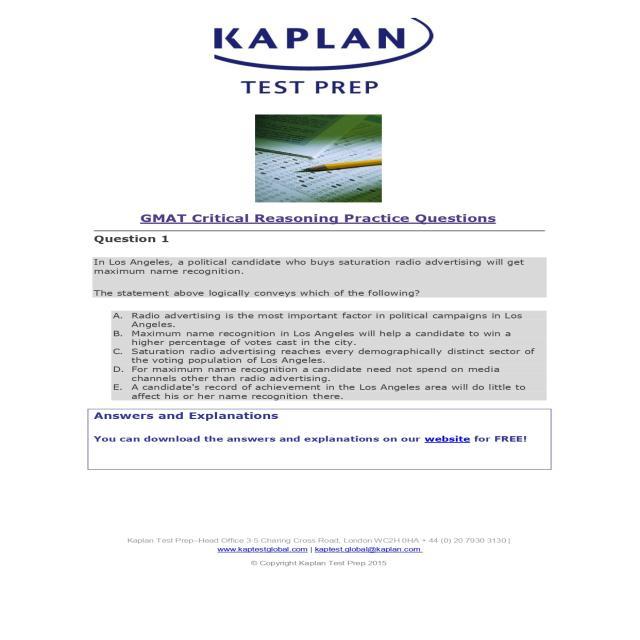 KAPLAN
TEST PREP
GMAT Critical Reasoning Practice Questions
Question 1
In Los Angeles, a political candidate who buys saturation radio advertising will get
maximum name recognition.
The statement above logically conveys which of the following?
A. Radio advertising is the most important factor in political campaigns in Los
Angeles.
B. Maximum name recognition in Los Angeles will help a candidate to win a
higher percentage of votes cast in the city.
C. Saturation radio advertising reaches every demographically distinct sector of
the voting population of Los Angeles.
D. For maximum name recognition a candidate need not spend on media
channels other than radio advertising.
E. A candidate's record of achievement in the Los Angeles area will do little to
affect his or her name recognition there.
Answers and Explanations
You can download the answers and explanations on our website for FREE!
Kaplan Test Prep–Head Office 3-5 Charing Cross Road, London WC2H 0HA • 44 (0) 20 7930 3130 |
www.kaptestglobal.com | kaptest.global@kaplan.com
© Copyright Kaplan Test Prep 2015